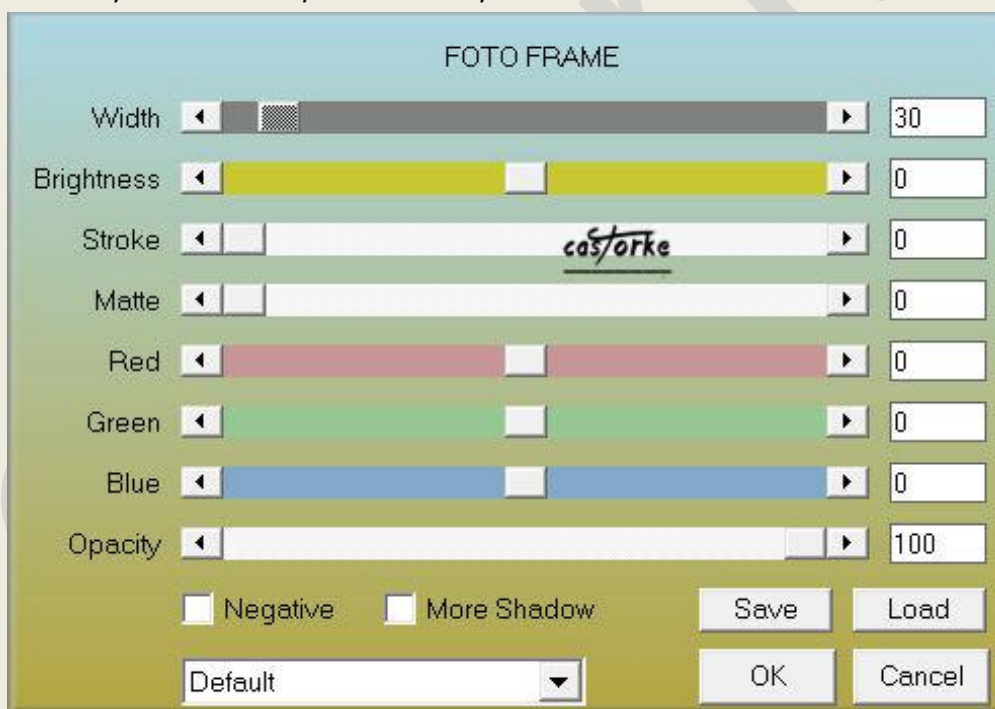 FOTO FRAME
Width 30
Brightness 0
Stroke 0
castorke
Matte 0
Red 0
Green 0
Blue 0
Opacity 100
Negative More Shadow Save Load
Default OK Cancel